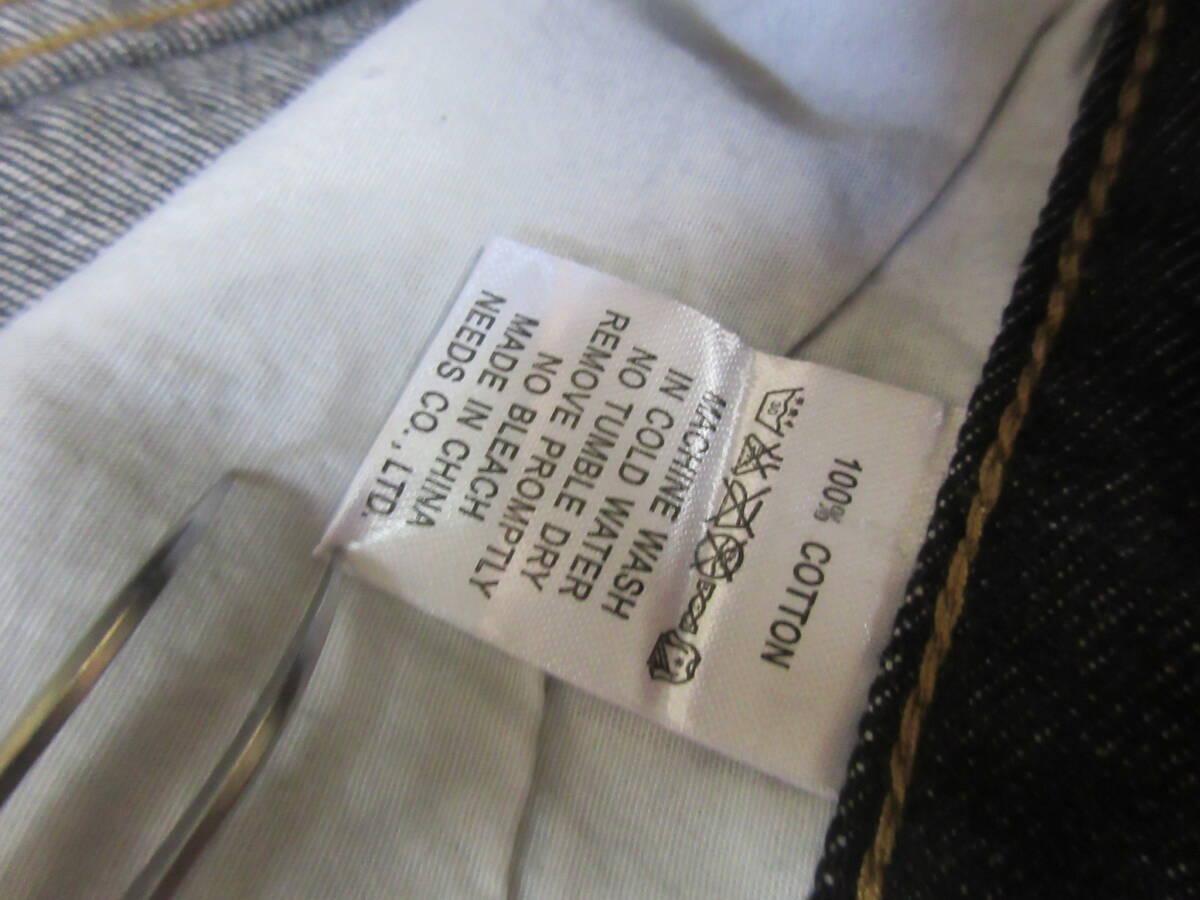 100% COTTON
30
MACHINE WASH
IN COLD WATER
NO TUMBLE DRY
REMOVE PROMPTLY
NO BLEACH
MADE IN CHINA
NEEDS CO., LTD.